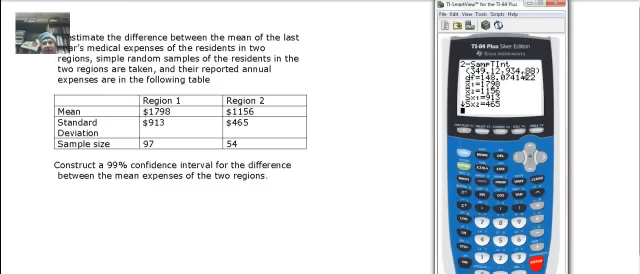 TI-SmartView™ for the TI-84 Plus
File Edit View Tools Scripts Help
estimate the difference between the mean of the last
year's medical expenses of the residents in two
regions, simple random samples of the residents in the
two regions are taken, and their reported annual
expenses are in the following table
Region 1 Region 2
Mean $1798 $1156
Standard Deviation $913 $465
Sample size 97 54
Construct a 99% confidence interval for the difference
between the mean expenses of the two regions.
TI-84 Plus Silver Edition
TEXAS INSTRUMENTS
2-SampTInt
(349.12,934.88)
df=148.0741422
x̄1=1798
x̄2=1156
Sx1=913
↓Sx2=465